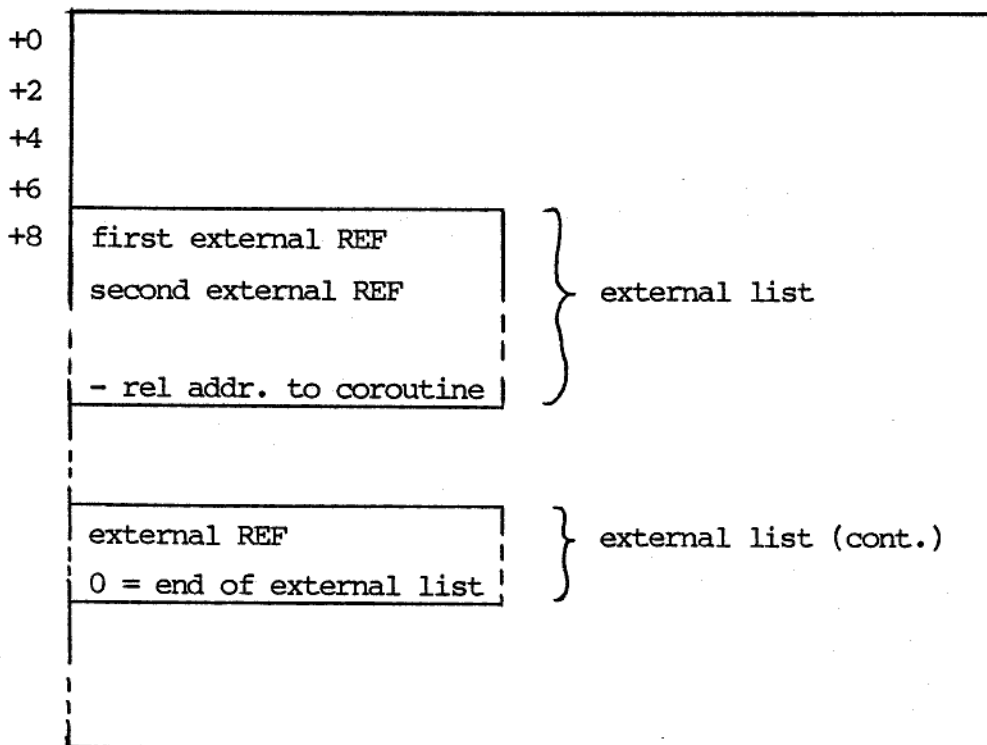 +0
+2
+4
+6
+8 first external REF
second external REF
external list
- rel addr. to coroutine
external REF
external list (cont.)
0 = end of external list